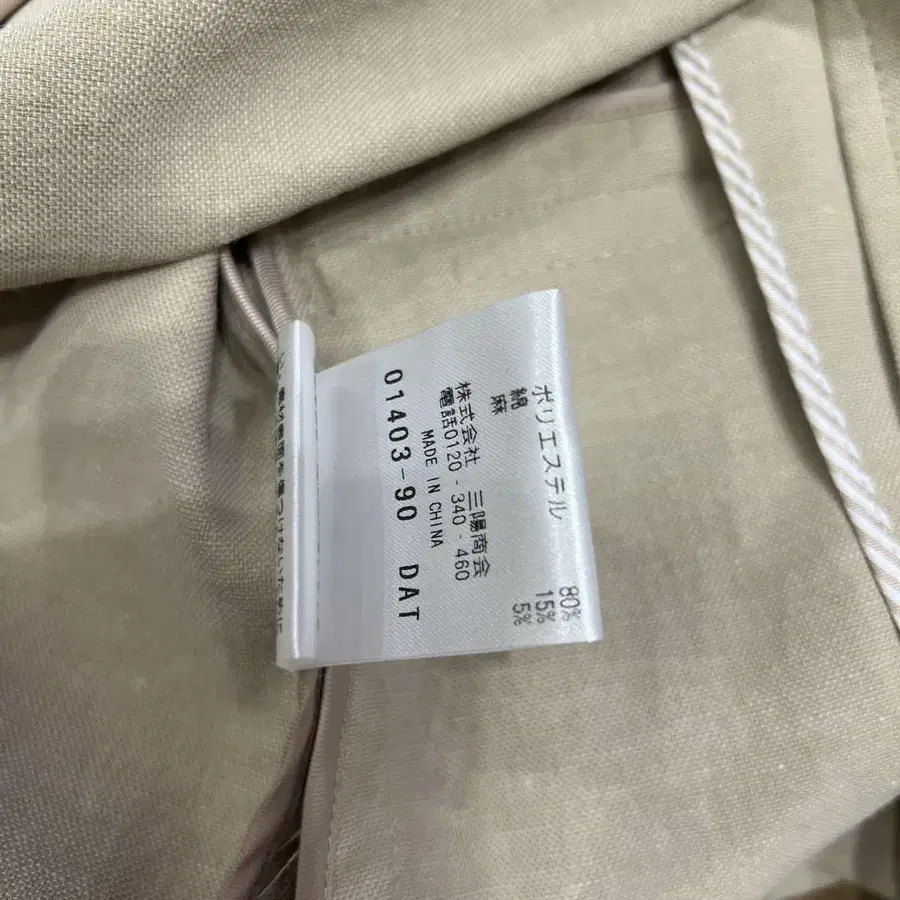 ポリエステル 80%
綿 15%
麻 5%
株式会社 三陽商会
電話0120-340-460
MADE IN CHINA
01403-90 DAT